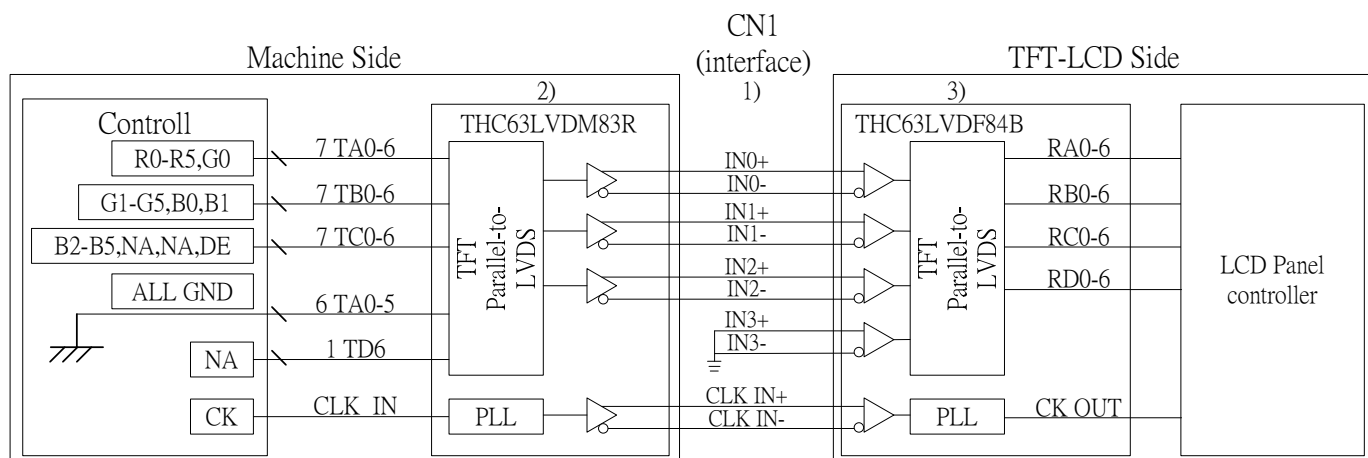 CN1
(interface)
1)
Machine Side
TFT-LCD Side
Controll
R0-R5,G0
G1-G5,B0,B1
B2-B5,NA,NA,DE
ALL GND
NA
CK
7 TA0-6
7 TB0-6
7 TC0-6
6 TA0-5
1 TD6
CLK IN
2)
THC63LVDM83R
TFT
Parallel-to-
LVDS
PLL
IN0+
IN0-
IN1+
IN1-
IN2+
IN2-
IN3+
IN3-
CLK IN+
CLK IN-
3)
THC63LVDF84B
TFT
Parallel-to-
LVDS
PLL
RA0-6
RB0-6
RC0-6
RD0-6
CK OUT
LCD Panel
controller